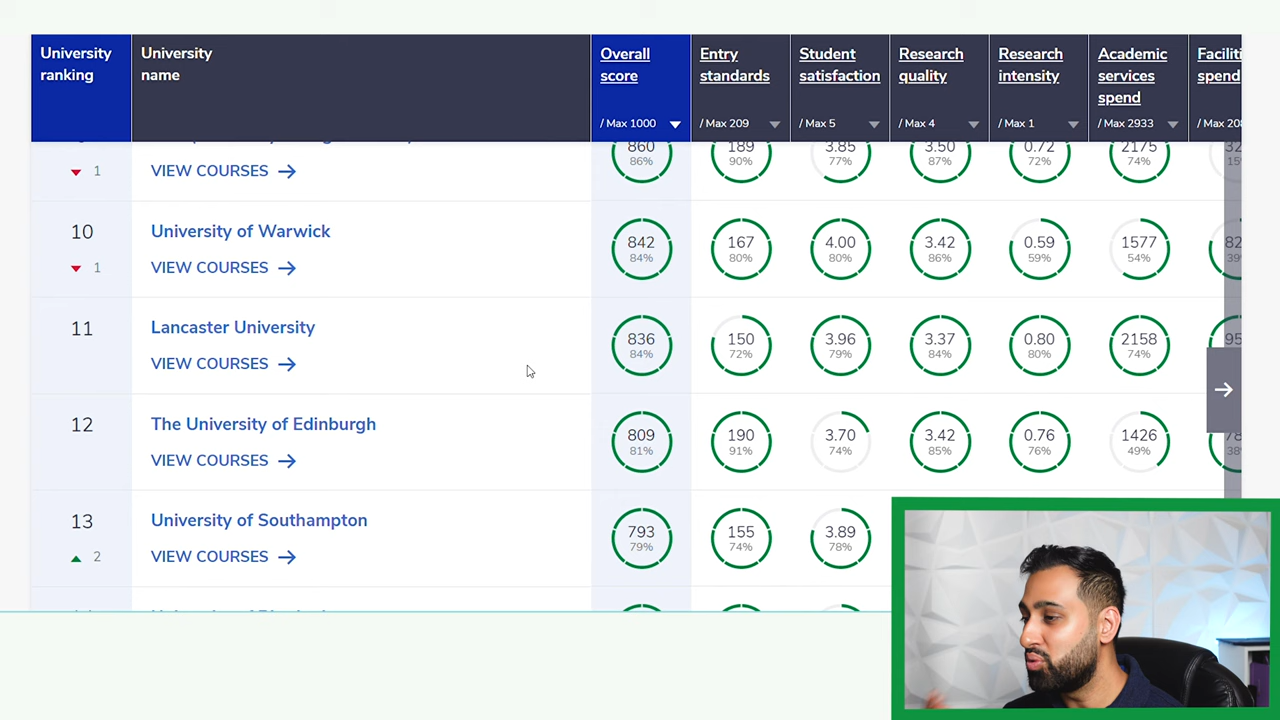 University ranking
University name
Overall score
/ Max 1000
Entry standards
/ Max 209
Student satisfaction
/ Max 5
Research quality
/ Max 4
Research intensity
/ Max 1
Academic services spend
/ Max 2933
spend
1
VIEW COURSES
860 86%
189 90%
3.85 77%
3.50 87%
0.72 72%
2175 74%
10
1
University of Warwick
VIEW COURSES
842 84%
167 80%
4.00 80%
3.42 86%
0.59 59%
1577 54%
11
Lancaster University
VIEW COURSES
836 84%
150 72%
3.96 79%
3.37 84%
0.80 80%
2158 74%
12
The University of Edinburgh
VIEW COURSES
809 81%
190 91%
3.70 74%
3.42 85%
0.76 76%
1426 49%
13
2
University of Southampton
VIEW COURSES
793 79%
155 74%
3.89 78%